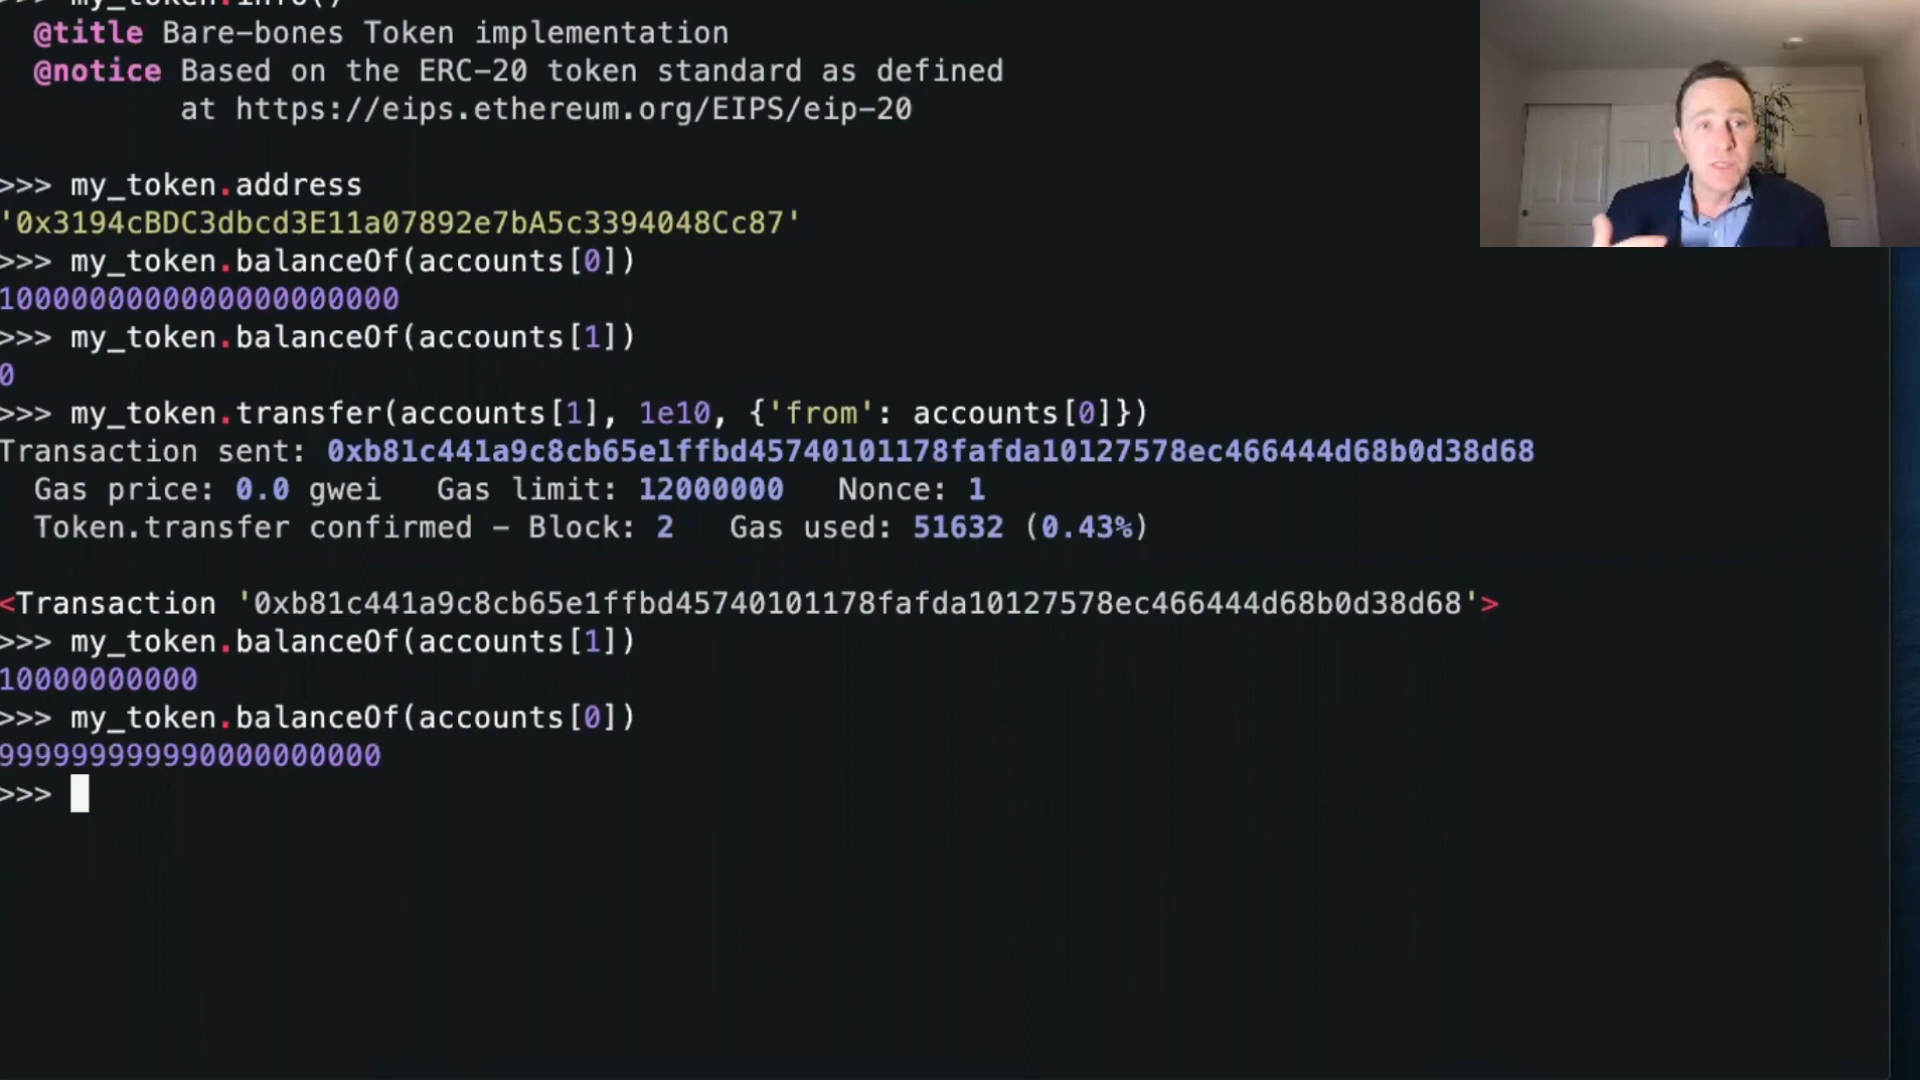 >>> my_token.info()
@title Bare-bones Token implementation
@notice Based on the ERC-20 token standard as defined
at https://eips.ethereum.org/EIPS/eip-20
>>> my_token.address
'0x3194cBDC3dbcd3E11a07892e7bA5c3394048Cc87'
>>> my_token.balanceOf(accounts[0])
1000000000000000000000
>>> my_token.balanceOf(accounts[1])
0
>>> my_token.transfer(accounts[1], 1e10, {'from': accounts[0]})
Transaction sent: 0xb81c441a9c8cb65e1ffbd45740101178fafda10127578ec466444d68b0d38d68
Gas price: 0.0 gwei Gas limit: 12000000 Nonce: 1
Token.transfer confirmed - Block: 2 Gas used: 51632 (0.43%)
<Transaction '0xb81c441a9c8cb65e1ffbd45740101178fafda10127578ec466444d68b0d38d68'>
>>> my_token.balanceOf(accounts[1])
10000000000
>>> my_token.balanceOf(accounts[0])
999999999990000000000
>>>